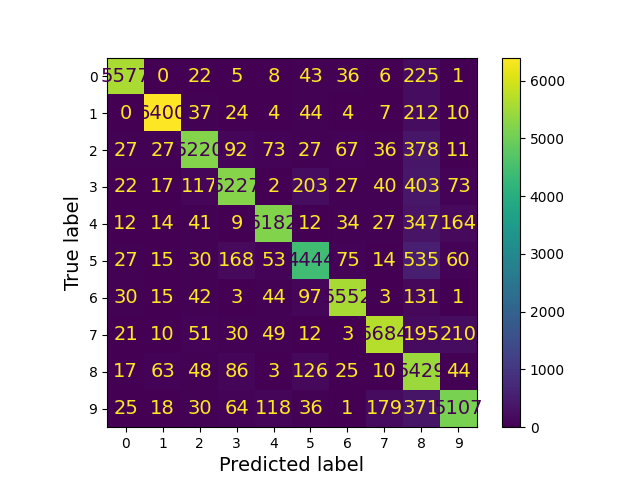 0 5577 0 22 5 8 43 36 6 225 1
1 0 6400 37 24 4 44 4 7 212 10
2 27 27 5220 92 73 27 67 36 378 11
3 22 17 117 5227 2 203 27 40 403 73
4 12 14 41 9 5182 12 34 27 347 164
5 27 15 30 168 53 4444 75 14 535 60
6 30 15 42 3 44 97 5552 3 131 1
7 21 10 51 30 49 12 3 5684 195 210
8 17 63 48 86 3 126 25 10 5429 44
9 25 18 30 64 118 36 1 179 371 5107
0 1 2 3 4 5 6 7 8 9
Predicted label
True label
6000
5000
4000
3000
2000
1000
0